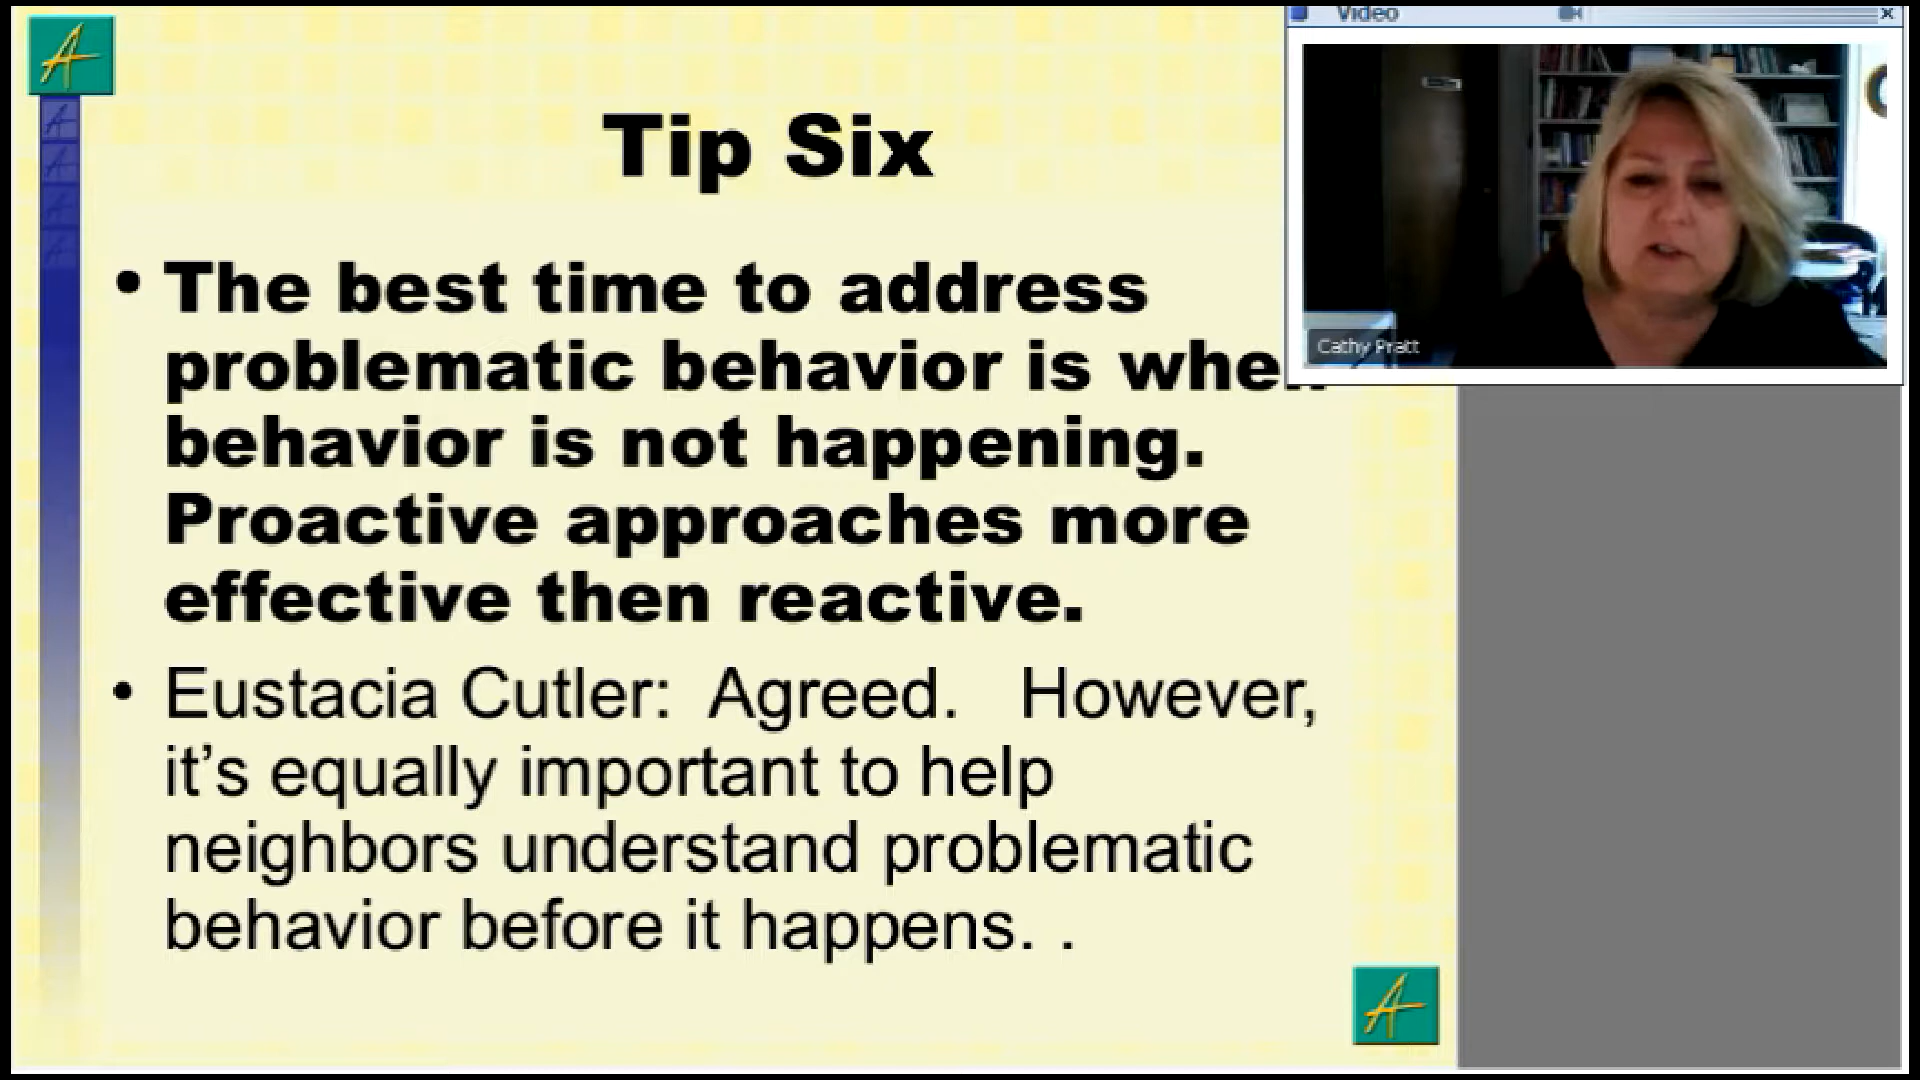 Video
Tip Six
• The best time to address
problematic behavior is when
behavior is not happening.
Proactive approaches more
effective then reactive.
• Eustacia Cutler: Agreed. However,
it’s equally important to help
neighbors understand problematic
behavior before it happens. .
Cathy Pratt